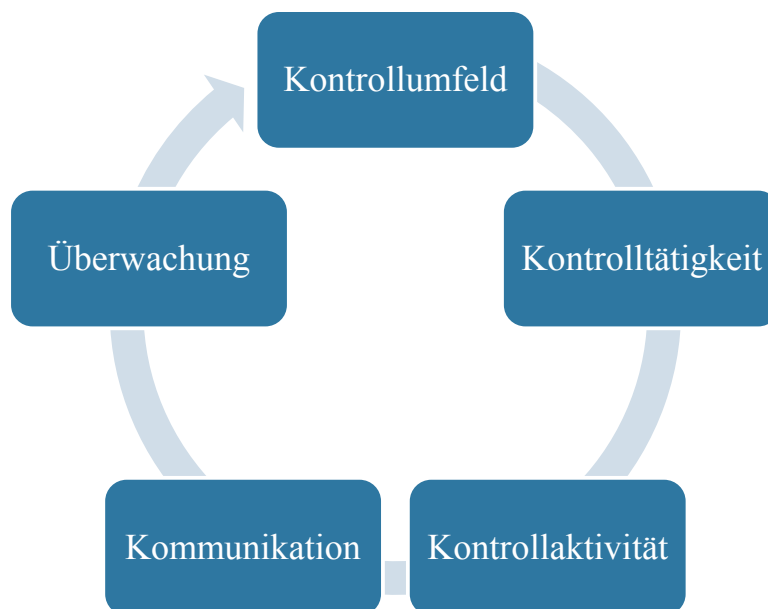 Kontrollumfeld
Kontrolltätigkeit
Kontrollaktivität
Kommunikation
Überwachung